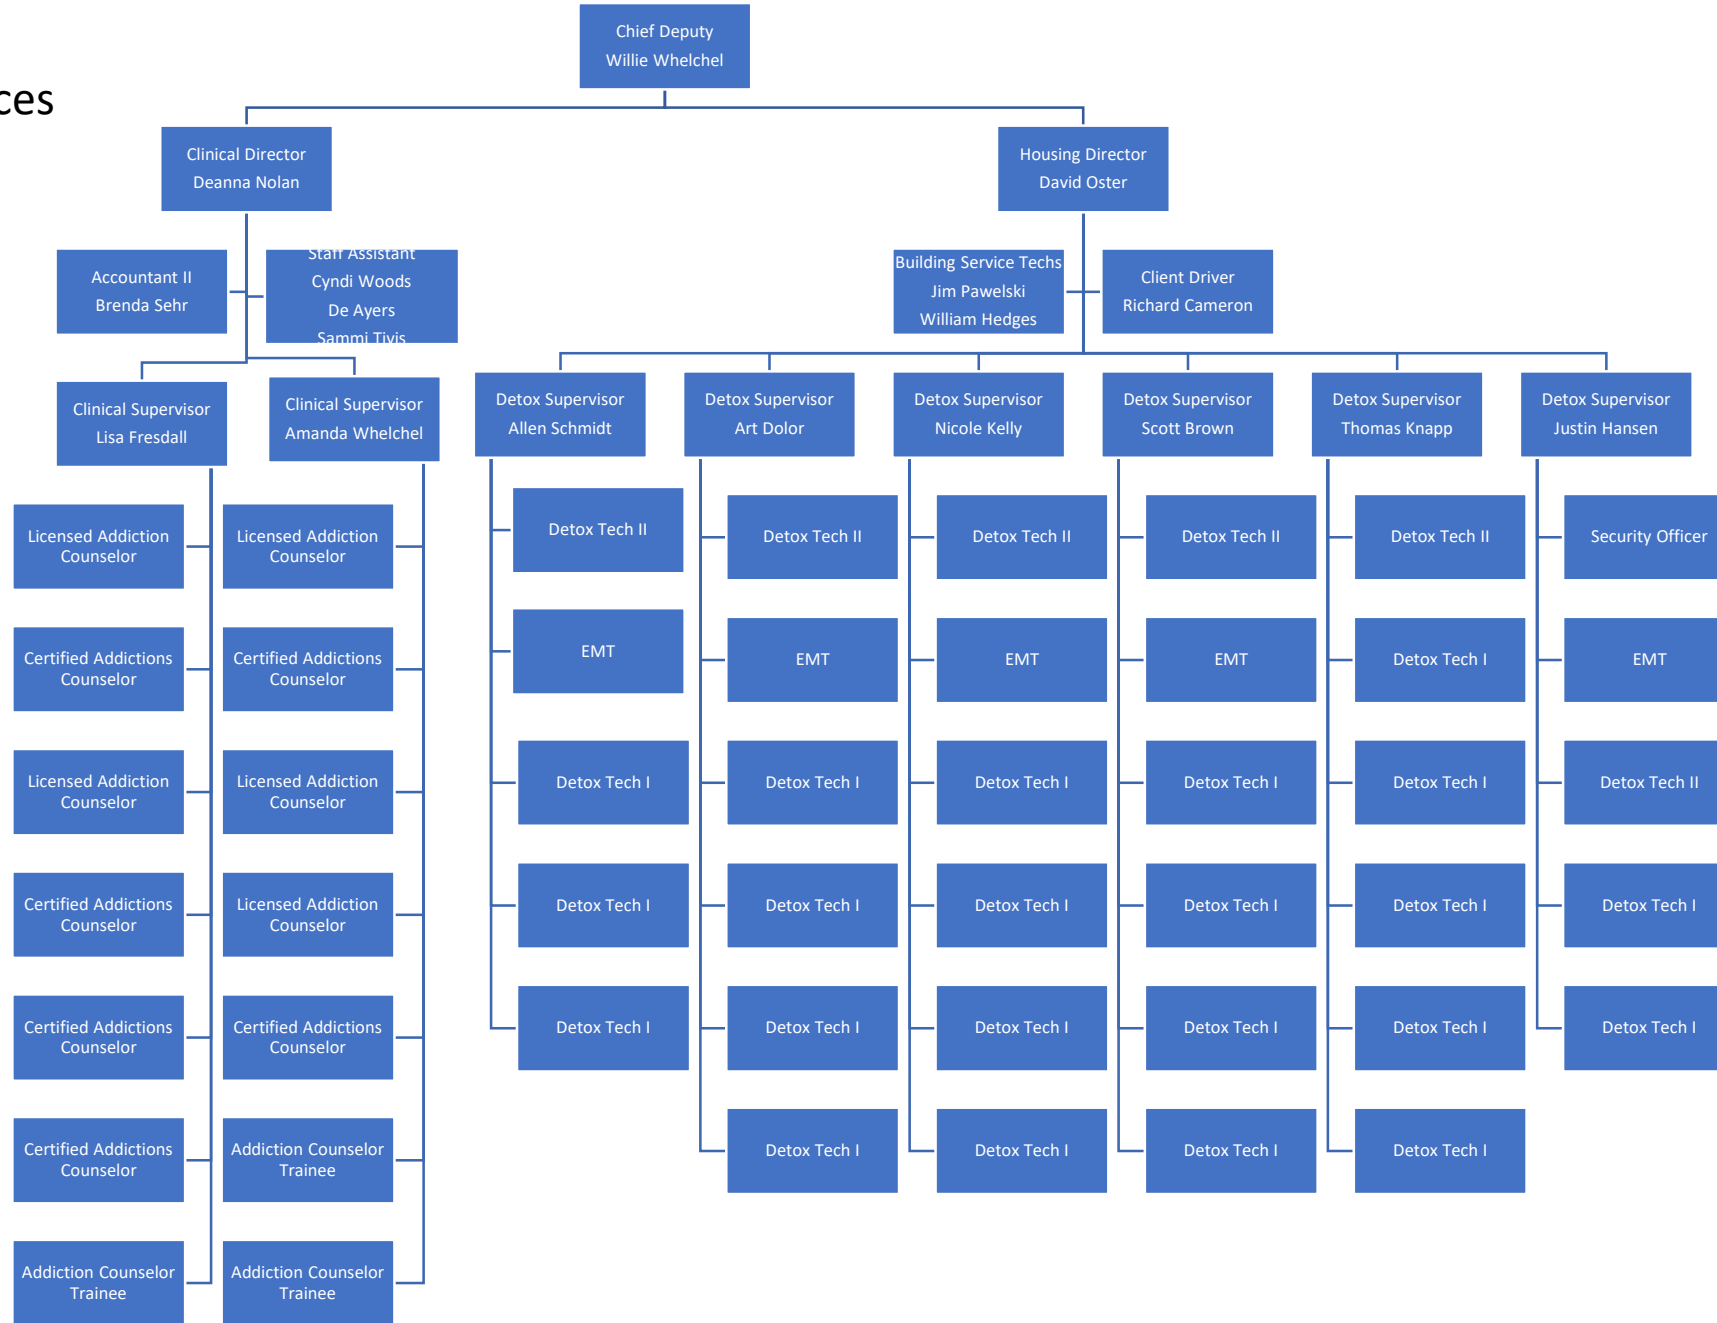 Chief Deputy
Willie Whelchel
ces
Clinical Director
Deanna Nolan
Housing Director
David Oster
Accountant II
Brenda Sehr
Staff Assistant
Cyndi Woods
De Ayers
Sammi Tivis
Building Service Techs
Jim Pawelski
William Hedges
Client Driver
Richard Cameron
Clinical Supervisor
Lisa Fresdall
Clinical Supervisor
Amanda Whelchel
Detox Supervisor
Allen Schmidt
Detox Supervisor
Art Dolor
Detox Supervisor
Nicole Kelly
Detox Supervisor
Scott Brown
Detox Supervisor
Thomas Knapp
Detox Supervisor
Justin Hansen
Licensed Addiction
Counselor
Certified Addictions
Counselor
Licensed Addiction
Counselor
Certified Addictions
Counselor
Certified Addictions
Counselor
Certified Addictions
Counselor
Addiction Counselor
Trainee
Licensed Addiction
Counselor
Certified Addictions
Counselor
Licensed Addiction
Counselor
Licensed Addiction
Counselor
Certified Addictions
Counselor
Addiction Counselor
Trainee
Addiction Counselor
Trainee
Detox Tech II
EMT
Detox Tech I
Detox Tech I
Detox Tech I
Detox Tech II
EMT
Detox Tech I
Detox Tech I
Detox Tech I
Detox Tech I
Detox Tech II
EMT
Detox Tech I
Detox Tech I
Detox Tech I
Detox Tech I
Detox Tech II
EMT
Detox Tech I
Detox Tech I
Detox Tech I
Detox Tech I
Detox Tech II
Detox Tech I
Detox Tech I
Detox Tech I
Detox Tech I
Detox Tech I
Security Officer
EMT
Detox Tech II
Detox Tech I
Detox Tech I